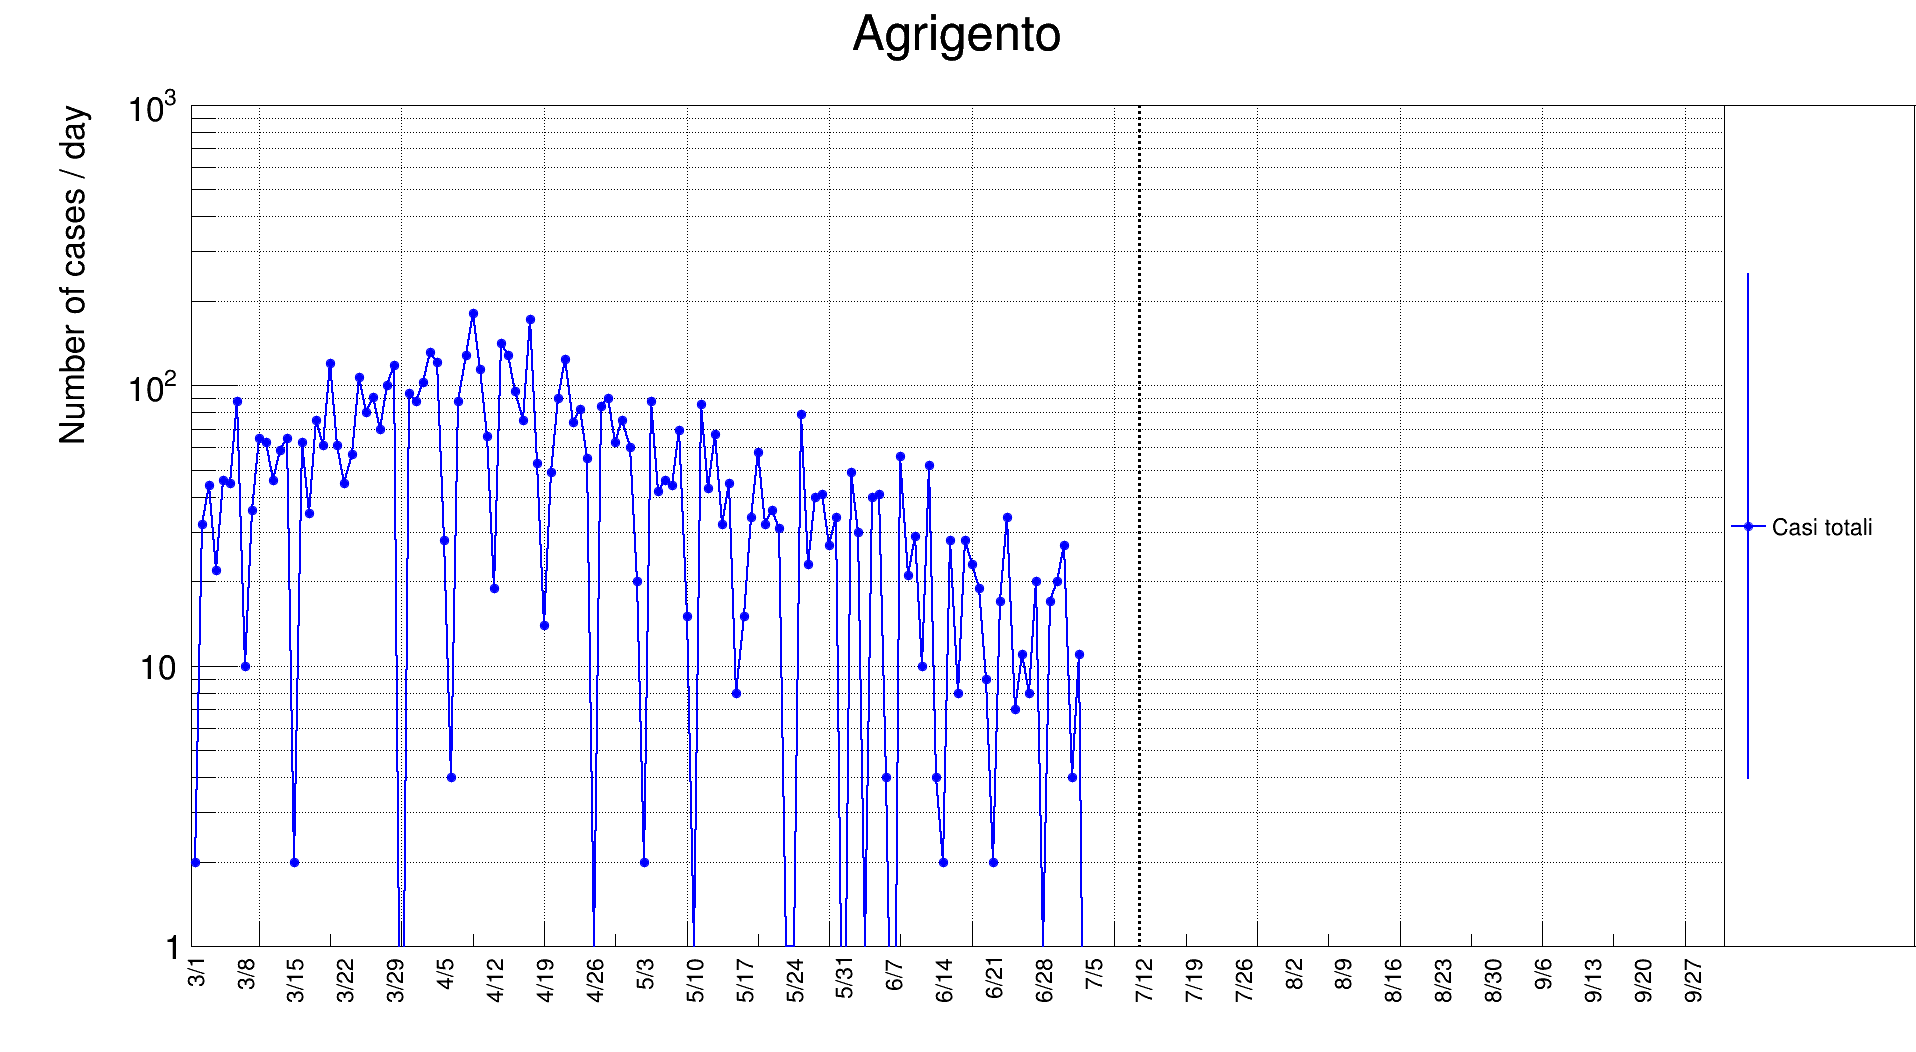 Agrigento
Number of cases / day
10³
10²
10
1
3/1 3/8 3/15 3/22 3/29 4/5 4/12 4/19 4/26 5/3 5/10 5/17 5/24 5/31 6/7 6/14 6/21 6/28 7/5 7/12 7/19 7/26 8/2 8/9 8/16 8/23 8/30 9/6 9/13 9/20 9/27
Casi totali